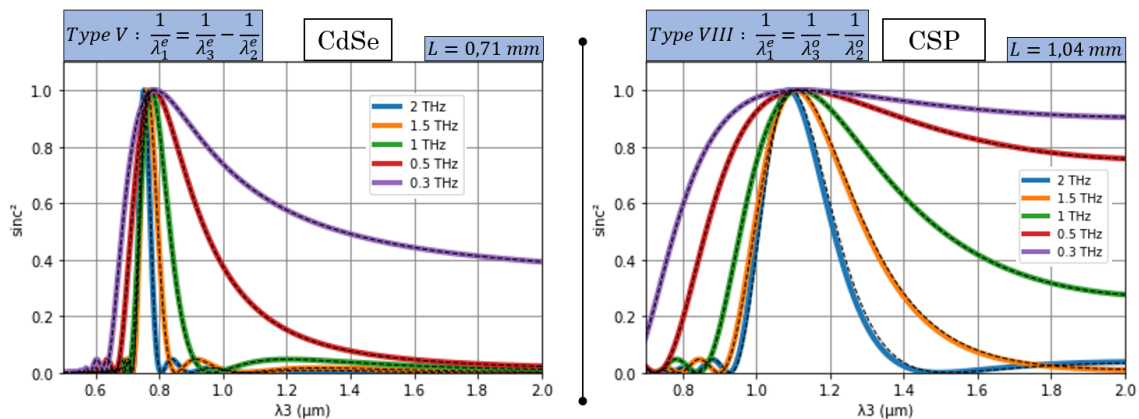 Type V : 1/λ₁ᵉ = 1/λ₃ᵉ − 1/λ₂ᵉ
CdSe
L = 0,71 mm
sinc²
1.0
0.8
0.6
0.4
0.2
0.0
2 THz
1.5 THz
1 THz
0.5 THz
0.3 THz
0.6 0.8 1.0 1.2 1.4 1.6 1.8 2.0
λ3 (μm)
Type VIII : 1/λ₁ᵉ = 1/λ₃ᵒ − 1/λ₂ᵒ
CSP
L = 1,04 mm
sinc²
1.0
0.8
0.6
0.4
0.2
0.0
2 THz
1.5 THz
1 THz
0.5 THz
0.3 THz
0.8 1.0 1.2 1.4 1.6 1.8 2.0
λ3 (μm)